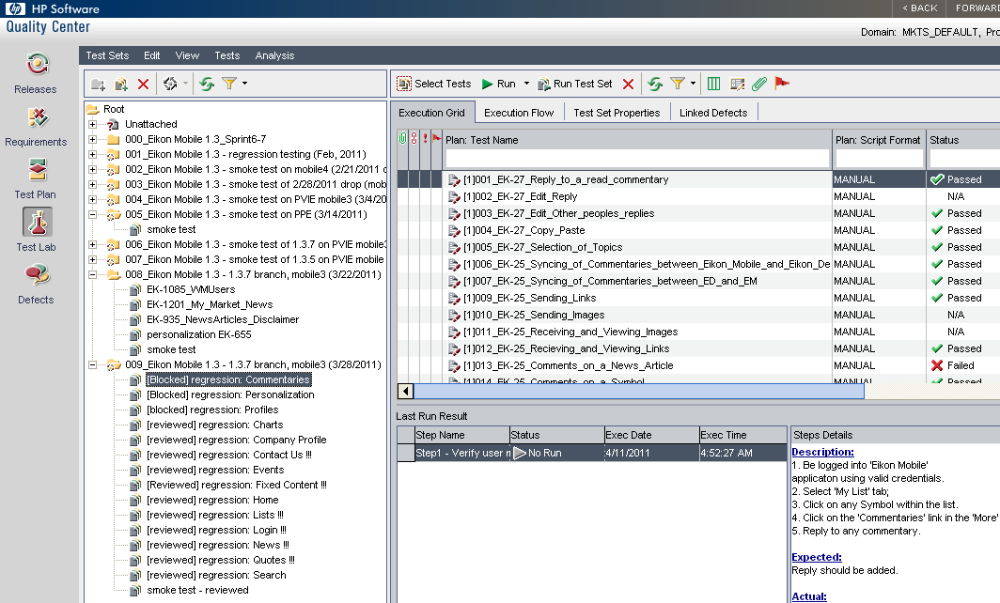 HP Software
< BACK
FORWARD
Quality Center
Domain: MKTS_DEFAULT, Pro
Releases
Requirements
Test Plan
Test Lab
Defects
Test Sets Edit View Tests Analysis
Root
Unattached
000_Eikon Mobile 1.3_Sprint6-7
001_Eikon Mobile 1.3 - regression testing (Feb, 2011)
002_Eikon Mobile 1.3 - smoke test on mobile4 (2/21/2011 c
003_Eikon Mobile 1.3 - smoke test of 2/28/2011 drop (mob
004_Eikon Mobile 1.3 - smoke test on PVIE mobile3 (3/4/20
005_Eikon Mobile 1.3 - smoke test on PPE (3/14/2011)
smoke test
006_Eikon Mobile 1.3 - smoke test of 1.3.7 on PVIE mobile3
007_Eikon Mobile 1.3 - smoke test of 1.3.5 on PVIE mobile
008_Eikon Mobile 1.3 - 1.3.7 branch, mobile3 (3/22/2011)
EK-1085_WMUsers
EK-1201_My_Market_News
EK-935_NewsArticles_Disclaimer
personalization EK-655
smoke test
009_Eikon Mobile 1.3 - 1.3.7 branch, mobile3 (3/28/2011)
[Blocked] regression: Commentaries
[Blocked] regression: Personalization
[blocked] regression: Profiles
[reviewed] regression: Charts
[reviewed] regression: Company Profile
[reviewed] regression: Contact Us !!!
[reviewed] regression: Events
[Reviewed] regression: Fixed Content !!!
[reviewed] regression: Home
[reviewed] regression: Lists !!!
[reviewed] regression: Login !!!
[reviewed] regression: News !!!
[reviewed] regression: Quotes !!!
[reviewed] regression: Search
smoke test - reviewed
Select Tests Run Run Test Set
Execution Grid Execution Flow Test Set Properties Linked Defects
Plan: Test Name Plan: Script Format Status
[1]001_EK-27_Reply_to_a_read_commentary MANUAL Passed
[1]002_EK-27_Edit_Reply MANUAL N/A
[1]003_EK-27_Edit_Other_peoples_replies MANUAL Passed
[1]004_EK-27_Copy_Paste MANUAL Passed
[1]005_EK-27_Selection_of_Topics MANUAL Passed
[1]006_EK-25_Syncing_of_Commentaries_between_Eikon_Mobile_and_Eikon_De MANUAL Passed
[1]007_EK-25_Syncing_of_Commentaries_between_ED_and_EM MANUAL Passed
[1]009_EK-25_Sending_Links MANUAL Passed
[1]010_EK-25_Sending_Images MANUAL N/A
[1]011_EK-25_Receiving_and_Viewing_Images MANUAL N/A
[1]012_EK-25_Recieving_and_Viewing_Links MANUAL Passed
[1]013_EK-25_Comments_on_a_News_Article MANUAL Failed
[1]014_EK-25_Comments_on_a_Symbol MANUAL Passed
Last Run Result
Step Name Status Exec Date Exec Time
Step1 - Verify user n No Run :4/11/2011 4:52:27 AM
Steps Details
Description:
1. Be logged into 'Eikon Mobile'
applicaton using valid credentials.
2. Select 'My List' tab;
3. Click on any Symbol within the list.
4. Click on the 'Commentaries' link in the 'More'
5. Reply to any commentary.
Expected:
Reply should be added.
Actual: